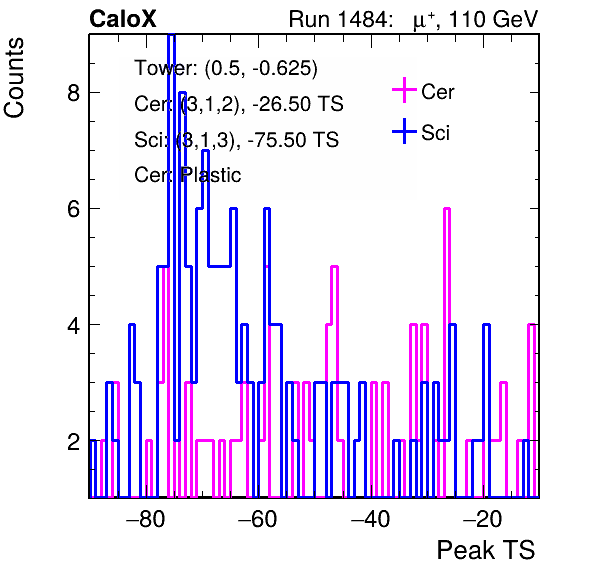 CaloX Run 1484: μ⁺, 110 GeV
Counts
Tower: (0.5, -0.625)
Cer: (3,1,2), -26.50 TS
Sci: (3,1,3), -75.50 TS
Cer: Plastic
Cer
Sci
8
6
4
2
−80 −60 −40 −20
Peak TS